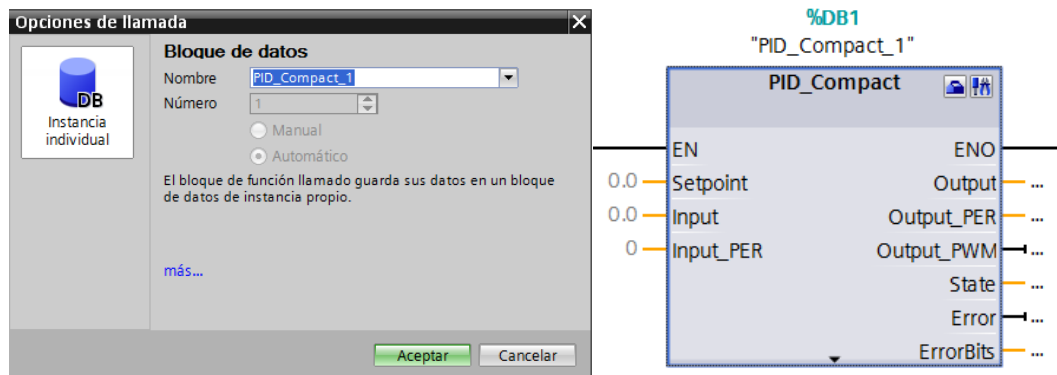 Opciones de llamada
Bloque de datos
Nombre PID_Compact_1
Número 1
Manual
Automático
DB
Instancia
individual
El bloque de función llamado guarda sus datos en un bloque
de datos de instancia propio.
más...
Aceptar Cancelar
%DB1
"PID_Compact_1"
PID_Compact
EN ENO
0.0 Setpoint Output ...
0.0 Input Output_PER ...
0 Input_PER Output_PWM ...
State ...
Error ...
ErrorBits ...